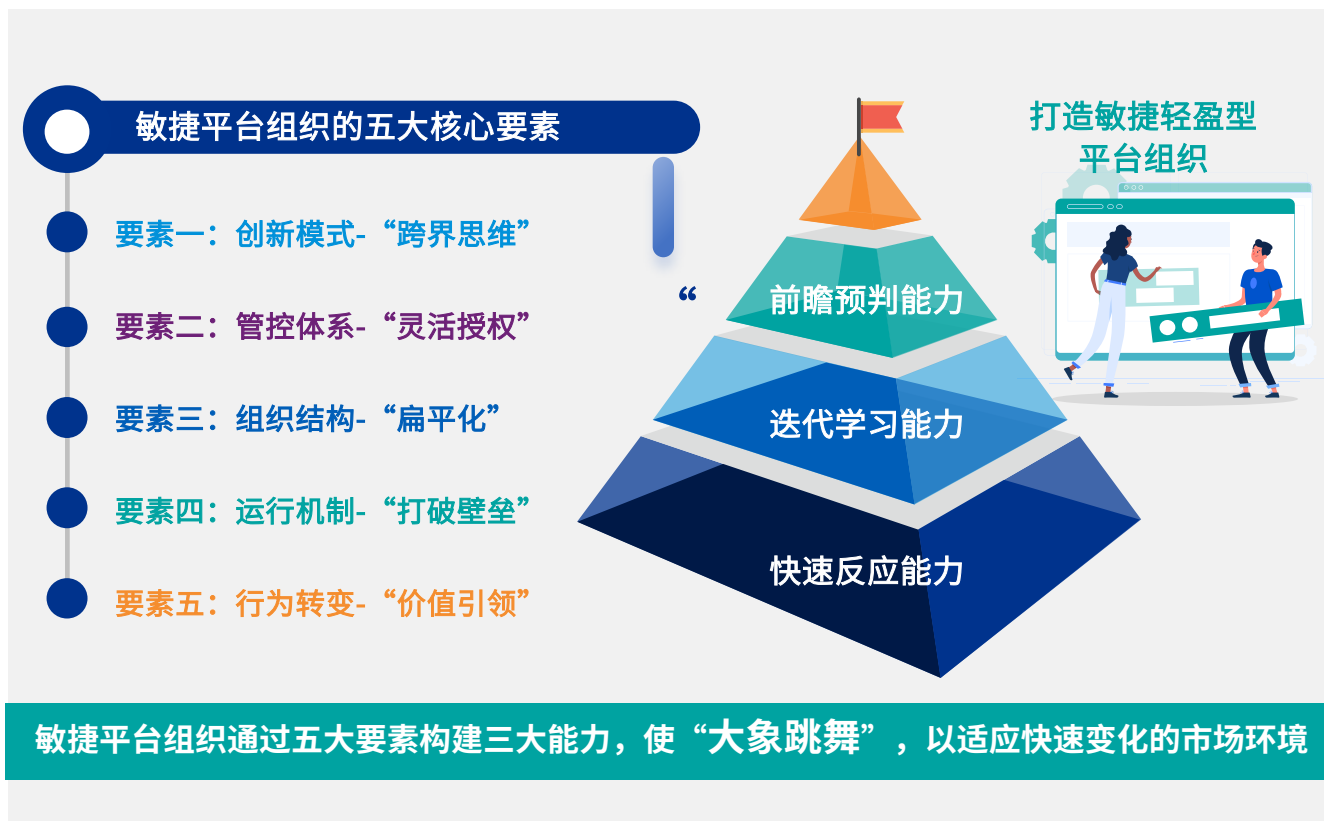 敏捷平台组织的五大核心要素
要素一：创新模式-“跨界思维”
要素二：管控体系-“灵活授权”
要素三：组织结构-“扁平化”
要素四：运行机制-“打破壁垒”
要素五：行为转变-“价值引领”
“
前瞻预判能力
迭代学习能力
快速反应能力
打造敏捷轻盈型
平台组织
敏捷平台组织通过五大要素构建三大能力，使“大象跳舞”，以适应快速变化的市场环境